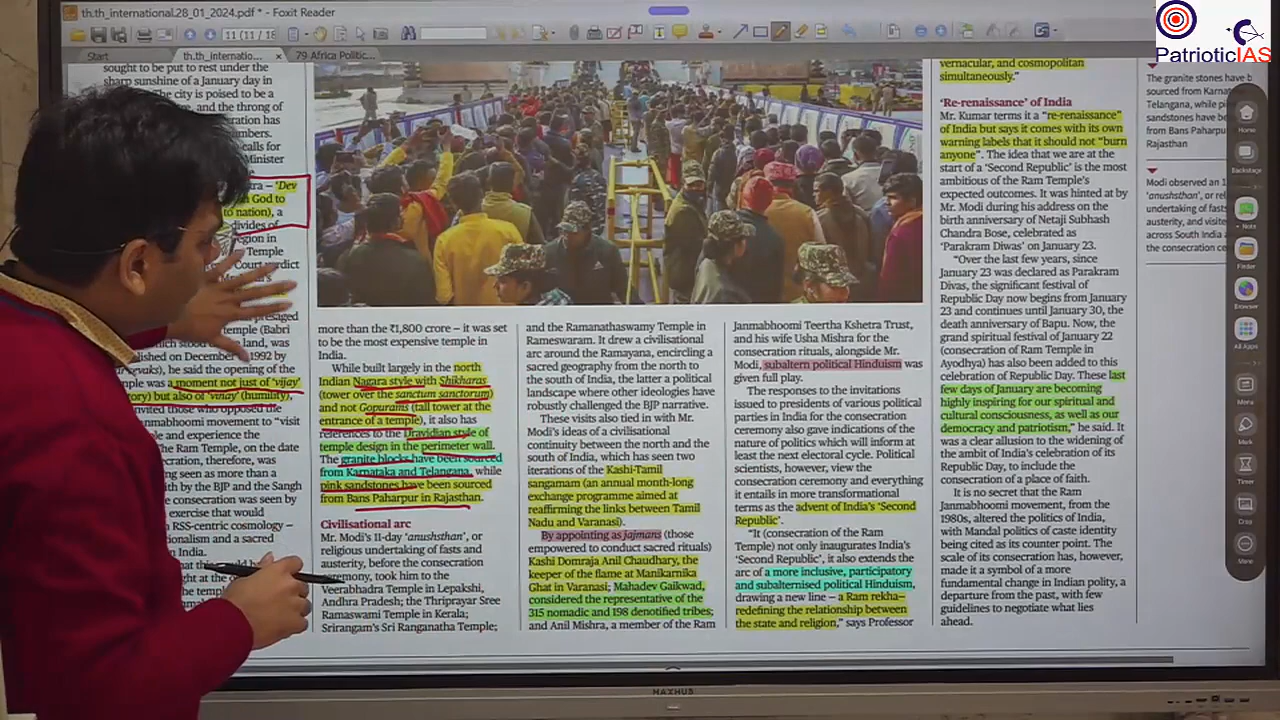 th.th_international.28_01_2024.pdf * - Foxit Reader
PatrioticIAS
11 (11 / 18
Start
th.th_internatio...
×
79 Africa Politic...
sought to be put to rest under the
sharp sunshine of a January day in
The city is poised to be a
, and the throng of
ration has
numbers.
calls for
Minister
'Dev
God to
to nation), a
divides of
region in
Temple
Court verdict
presaged
temple (Babri
which stood
on December 1992 by
), he said the opening of the
was a moment not just of 'vijay'
but also of 'vinay' (humility),
invited those who opposed the
movement to "visit
and experience the
the Ram Temple, on the
, therefore, was
being seen as more than a
by the BJP and the Sangh
consecration was seen by
exercise that would
RSS-centric cosmology –
and a sacred
India.
more than the ₹1,800 crore – it was set
to be the most expensive temple in
India.
While built largely in the north
Indian Nagara style with Shikharas
(tower over the sanctum sanctorum)
and not Gopurams (tall tower at the
entrance of a temple), it also has
references to the Dravidian style of
temple design in the perimeter wall.
The granite blocks have been sourced
from Karnataka and Telangana, while
pink sandstones have been sourced
from Bans Paharpur in Rajasthan.
Civilisational arc
Mr. Modi's 11-day 'anushsthan', or
religious undertaking of fasts and
austerity, before the consecration
ceremony, took him to the
Veerabhadra Temple in Lepakshi,
Andhra Pradesh; the Thriprayar Sree
Ramaswami Temple in Kerala;
Srirangam's Sri Ranganatha Temple;
and the Ramanathaswamy Temple in
Rameswaram. It drew a civilisational
arc around the Ramayana, encircling a
sacred geography from the north to
the south of India, the latter a political
landscape where other ideologies have
robustly challenged the BJP narrative.
These visits also tied in with Mr.
Modi's ideas of a civilisational
continuity between the north and the
south of India, which has seen two
iterations of the Kashi-Tamil
sangamam (an annual month-long
exchange programme aimed at
reaffirming the links between Tamil
Nadu and Varanasi).
By appointing as jajmans (those
empowered to conduct sacred rituals)
Kashi Domraja Anil Chaudhary, the
keeper of the flame at Manikarnika
Ghat in Varanasi; Mahadev Gaikwad,
considered the representative of the
315 nomadic and 198 denotified tribes;
and Anil Mishra, a member of the Ram
Janmabhoomi Teertha Kshetra Trust,
and his wife Usha Mishra for the
consecration rituals, alongside Mr.
Modi, subaltern political Hinduism was
given full play.
The responses to the invitations
issued to presidents of various political
parties in India for the consecration
ceremony also gave indications of the
nature of politics which will inform at
least the next electoral cycle. Political
scientists, however, view the
consecration ceremony and everything
it entails in more transformational
terms as the advent of India's 'Second
Republic'.
"It (consecration of the Ram
Temple) not only inaugurates India's
'Second Republic', it also extends the
arc of a more inclusive, participatory
and subalternised political Hinduism,
drawing a new line – a Ram rekha–
redefining the relationship between
the state and religion," says Professor
vernacular, and cosmopolitan
simultaneously."
'Re-renaissance' of India
Mr. Kumar terms it a "re-renaissance"
of India but says it comes with its own
warning labels that it should not "burn
anyone". The idea that we are at the
start of a 'Second Republic' is the most
ambitious of the Ram Temple's
expected outcomes. It was hinted at by
Mr. Modi during his address on the
birth anniversary of Netaji Subhash
Chandra Bose, celebrated as
'Parakram Divas' on January 23.
"Over the last few years, since
January 23 was declared as Parakram
Divas, the significant festival of
Republic Day now begins from January
23 and continues until January 30, the
death anniversary of Bapu. Now, the
grand spiritual festival of January 22
(consecration of Ram Temple in
Ayodhya) has also been added to this
celebration of Republic Day. These last
few days of January are becoming
highly inspiring for our spiritual and
cultural consciousness, as well as our
democracy and patriotism," he said. It
was a clear allusion to the widening of
the ambit of India's celebration of its
Republic Day, to include the
consecration of a place of faith.
It is no secret that the Ram
Janmabhoomi movement, from the
1980s, altered the politics of India,
with Mandal politics of caste identity
being cited as its counter point. The
scale of its consecration has, however,
made it a symbol of a more
fundamental change in Indian polity, a
departure from the past, with few
guidelines to negotiate what lies
ahead.
The granite stones have b
sourced from Karnat
Telangana, while pi
sandstones have be
from Bans Paharpur
Rajasthan
Modi observed an 1
'anushthan', or reli
undertaking of fasts
austerity, and visite
across South India a
the consecration ce
Home
Backstage
+ Note
Finder
Browser
All Apps
Menu
Mark
Timer
More
MAXHUB